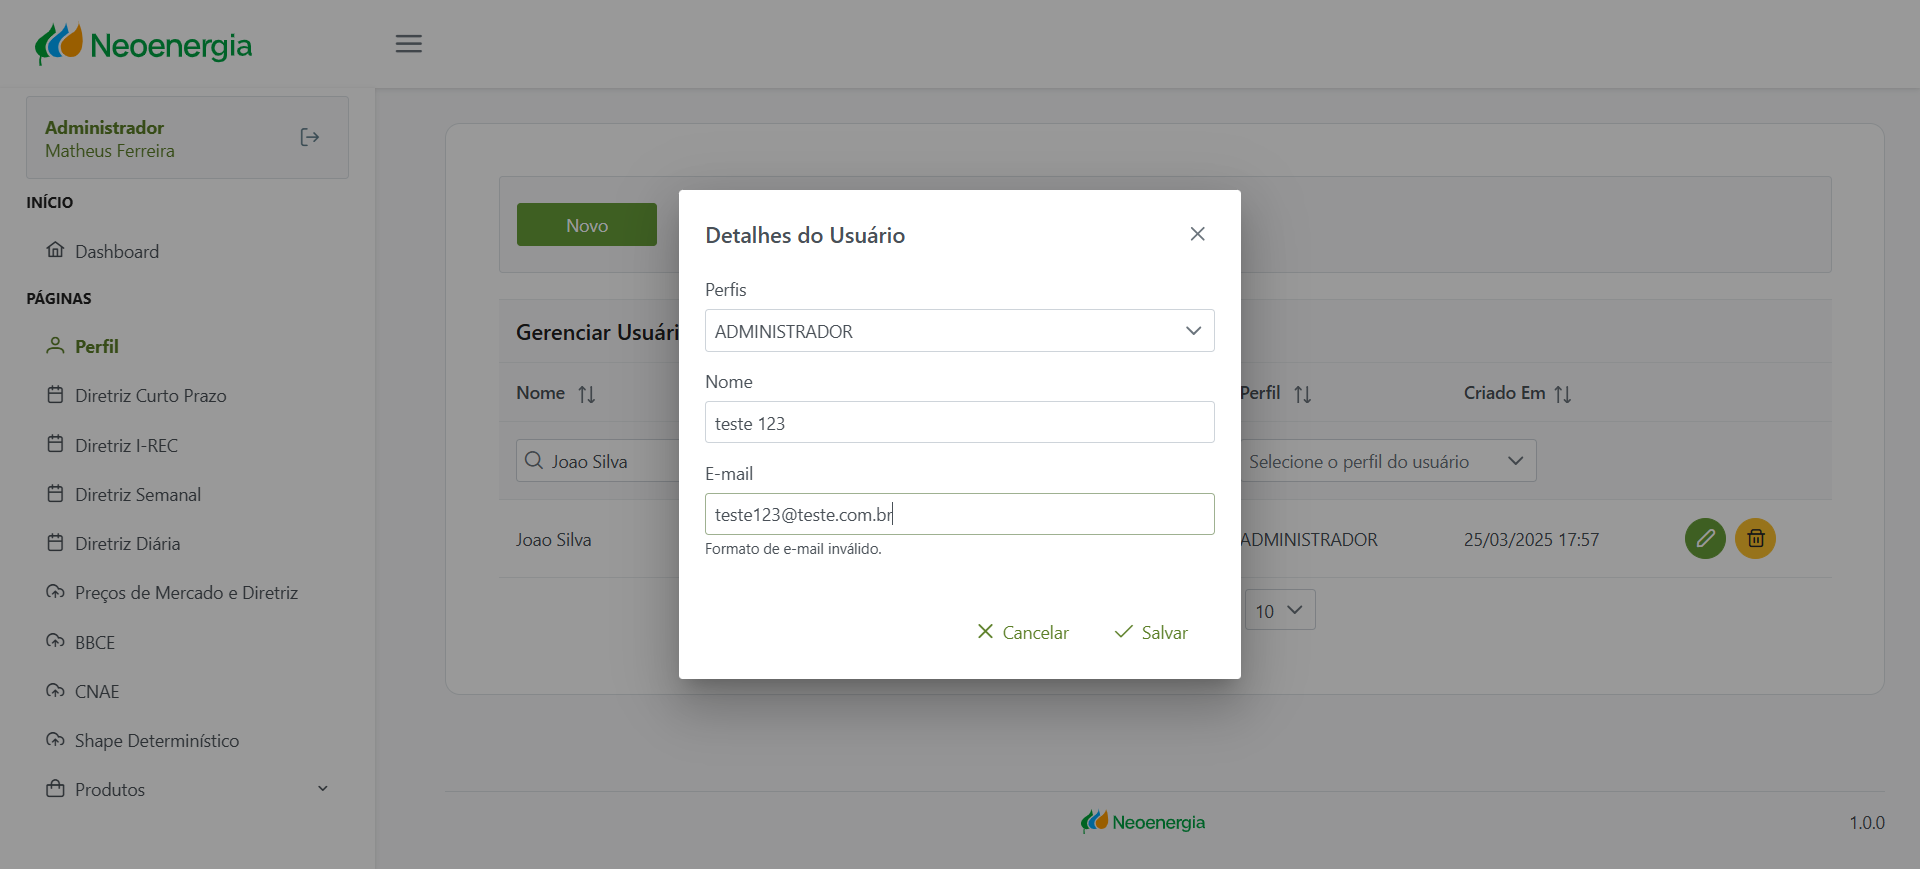 Neoenergia
Administrador
Matheus Ferreira
INÍCIO
Dashboard
PÁGINAS
Perfil
Diretriz Curto Prazo
Diretriz I-REC
Diretriz Semanal
Diretriz Diária
Preços de Mercado e Diretriz
BBCE
CNAE
Shape Determinístico
Produtos
Novo
Gerenciar Usuári
Nome
Perfil
Criado Em
Joao Silva
Selecione o perfil do usuário
Joao Silva
ADMINISTRADOR
25/03/2025 17:57
10
Detalhes do Usuário
Perfis
ADMINISTRADOR
Nome
teste 123
E-mail
teste123@teste.com.br
Formato de e-mail inválido.
Cancelar
Salvar
Neoenergia
1.0.0